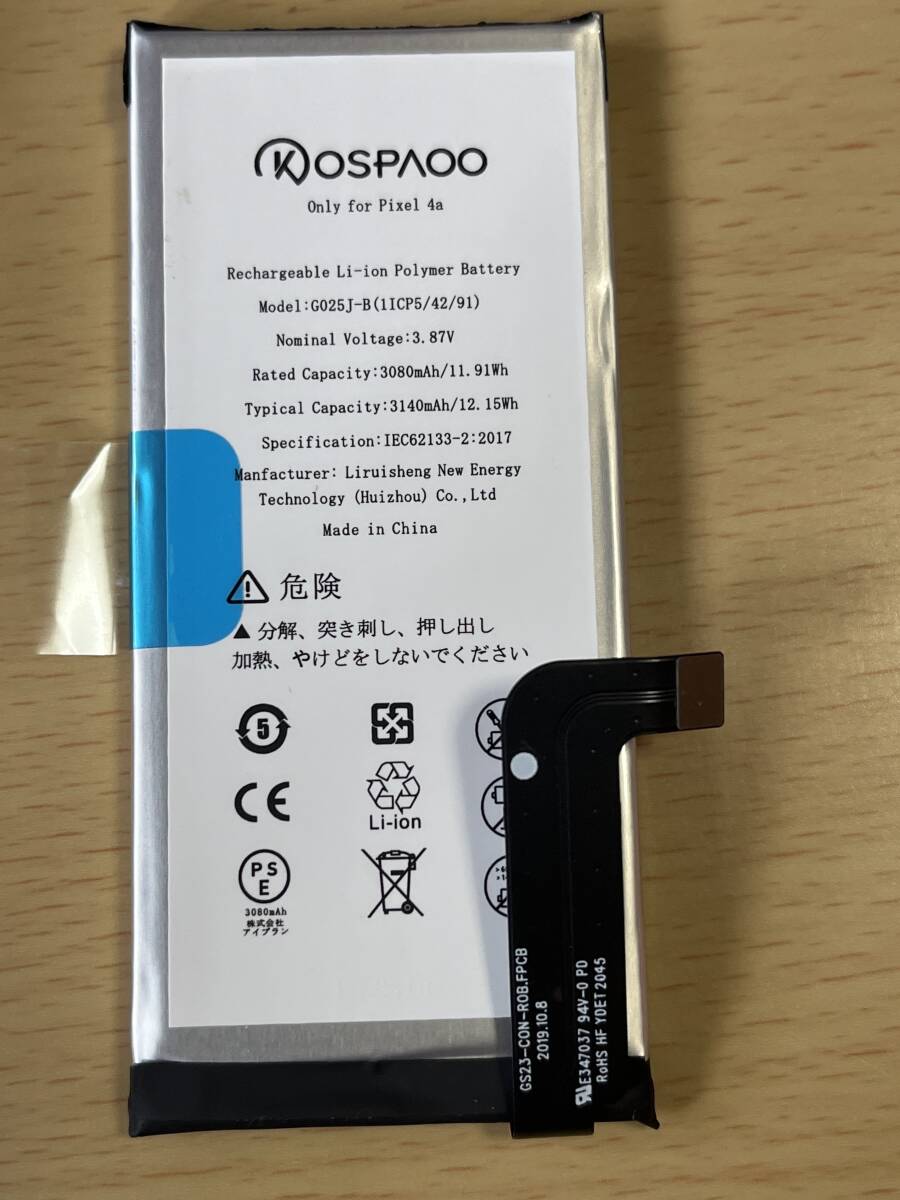 KOSPAOO
Only for Pixel 4a
Rechargeable Li-ion Polymer Battery
Model:G025J-B(1ICP5/42/91)
Nominal Voltage:3.87V
Rated Capacity:3080mAh/11.91Wh
Typical Capacity:3140mAh/12.15Wh
Specification:IEC62133-2:2017
Manfacturer: Liruisheng New Energy
Technology (Huizhou) Co.,Ltd
Made in China
危険
▲分解、突き刺し、押し出し
加熱、やけどをしないでください
5
CE
Li-ion
PS
E
3080mAh
株式会社
アイプラン
GS23-CON-R0B.FPCB
2019.10.8
E347037 94V-0 PD
RoHS HF YDET 2045